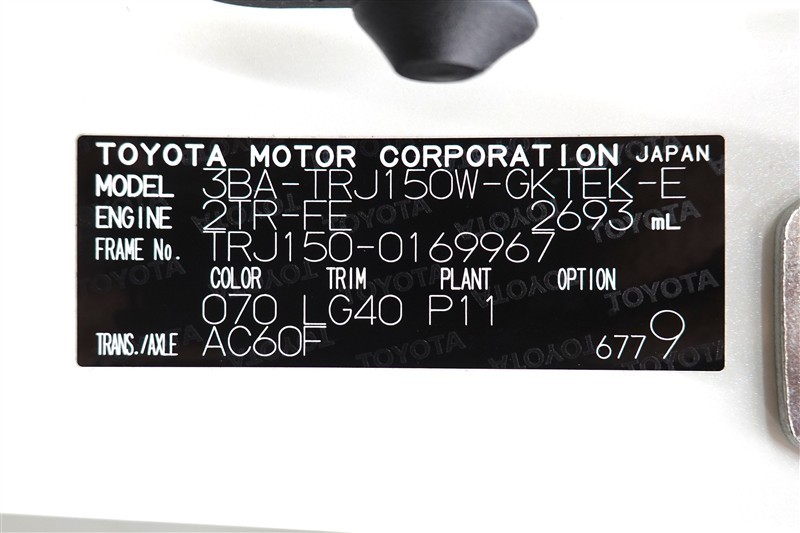 TOYOTA MOTOR CORPORATION JAPAN
MODEL 3BA-TRJ150W-GKTEK-E
ENGINE 2TR-FE 2693 mL
FRAME No. TRJ150-0169967
COLOR TRIM PLANT OPTION
070 LG40 P11
TRANS./AXLE AC60F 6779